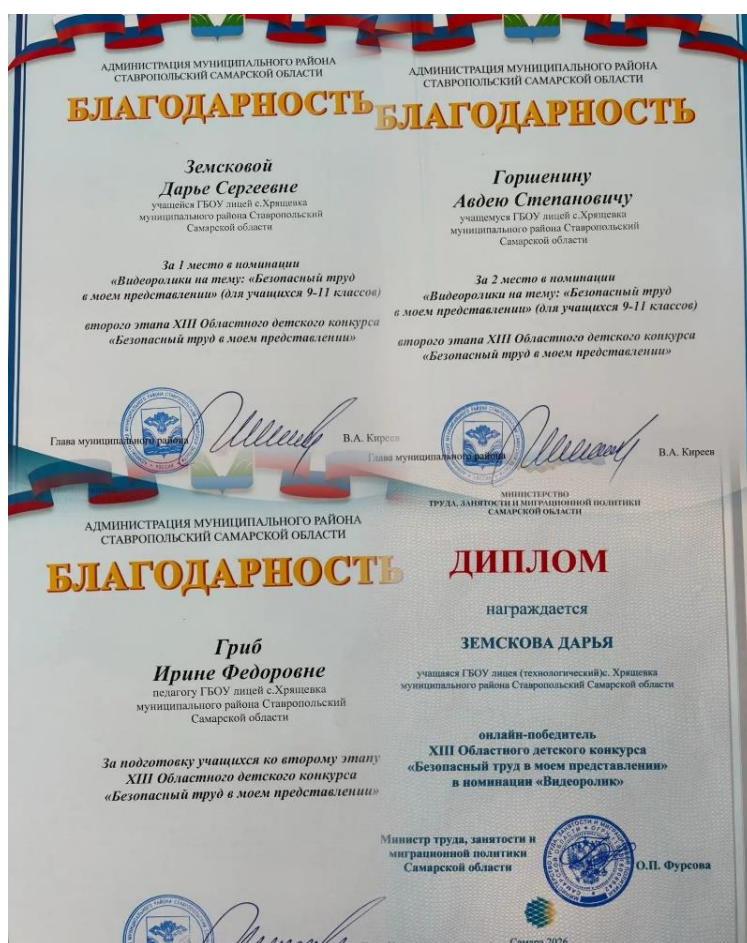 АДМИНИСТРАЦИЯ МУНИЦИПАЛЬНОГО РАЙОНА
СТАВРОПОЛЬСКИЙ САМАРСКОЙ ОБЛАСТИ
БЛАГОДАРНОСТЬ
Земсковой
Дарье Сергеевне
учащейся ГБОУ лицей с.Хрящевка
муниципального района Ставропольский
Самарской области
За 1 место в номинации
«Видеоролики на тему: «Безопасный труд
в моем представлении» (для учащихся 9-11 классов)
второго этапа XIII Областного детского конкурса
«Безопасный труд в моем представлении»
Глава муниципального района
В.А. Киреев
АДМИНИСТРАЦИЯ МУНИЦИПАЛЬНОГО РАЙОНА
СТАВРОПОЛЬСКИЙ САМАРСКОЙ ОБЛАСТИ
БЛАГОДАРНОСТЬ
Горшенину
Авдею Степановичу
учащемуся ГБОУ лицей с.Хрящевка
муниципального района Ставропольский
Самарской области
За 2 место в номинации
«Видеоролики на тему: «Безопасный труд
в моем представлении» (для учащихся 9-11 классов)
второго этапа XIII Областного детского конкурса
«Безопасный труд в моем представлении»
Глава муниципального района
В.А. Киреев
АДМИНИСТРАЦИЯ МУНИЦИПАЛЬНОГО РАЙОНА
СТАВРОПОЛЬСКИЙ САМАРСКОЙ ОБЛАСТИ
БЛАГОДАРНОСТЬ
Гриб
Ирине Федоровне
педагогу ГБОУ лицей с.Хрящевка
муниципального района Ставропольский
Самарской области
За подготовку учащихся ко второму этапу
XIII Областного детского конкурса
«Безопасный труд в моем представлении»
МИНИСТЕРСТВО
ТРУДА, ЗАНЯТОСТИ И МИГРАЦИОННОЙ ПОЛИТИКИ
САМАРСКОЙ ОБЛАСТИ
ДИПЛОМ
награждается
ЗЕМСКОВА ДАРЬЯ
учащаяся ГБОУ лицея (технологический)с. Хрящевка
муниципального района Ставропольский Самарской области
онлайн-победитель
XIII Областного детского конкурса
«Безопасный труд в моем представлении»
в номинации «Видеоролик»
Министр труда, занятости и
миграционной политики
Самарской области
О.П. Фурсова
Самара 2026